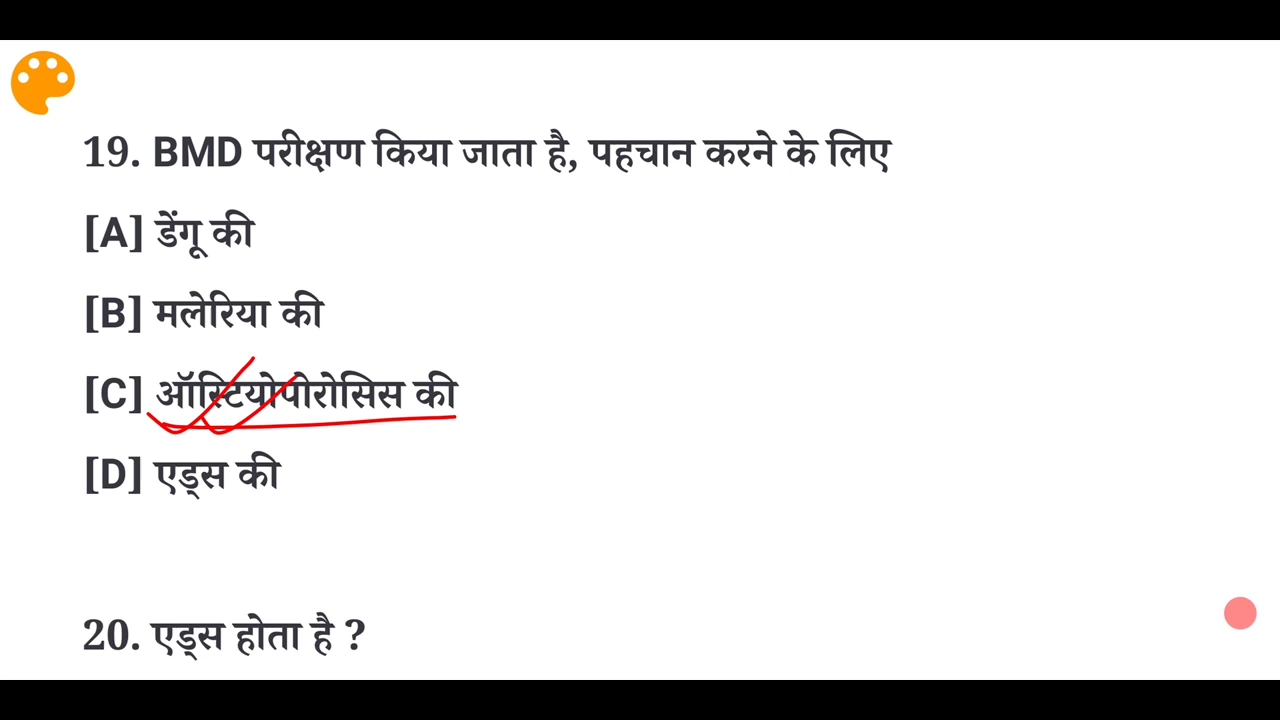 19. BMD परीक्षण किया जाता है, पहचान करने के लिए
[A] डेंगू की
[B] मलेरिया की
[C] ऑस्टियोपोरोसिस की
[D] एड्स की
20. एड्स होता है ?